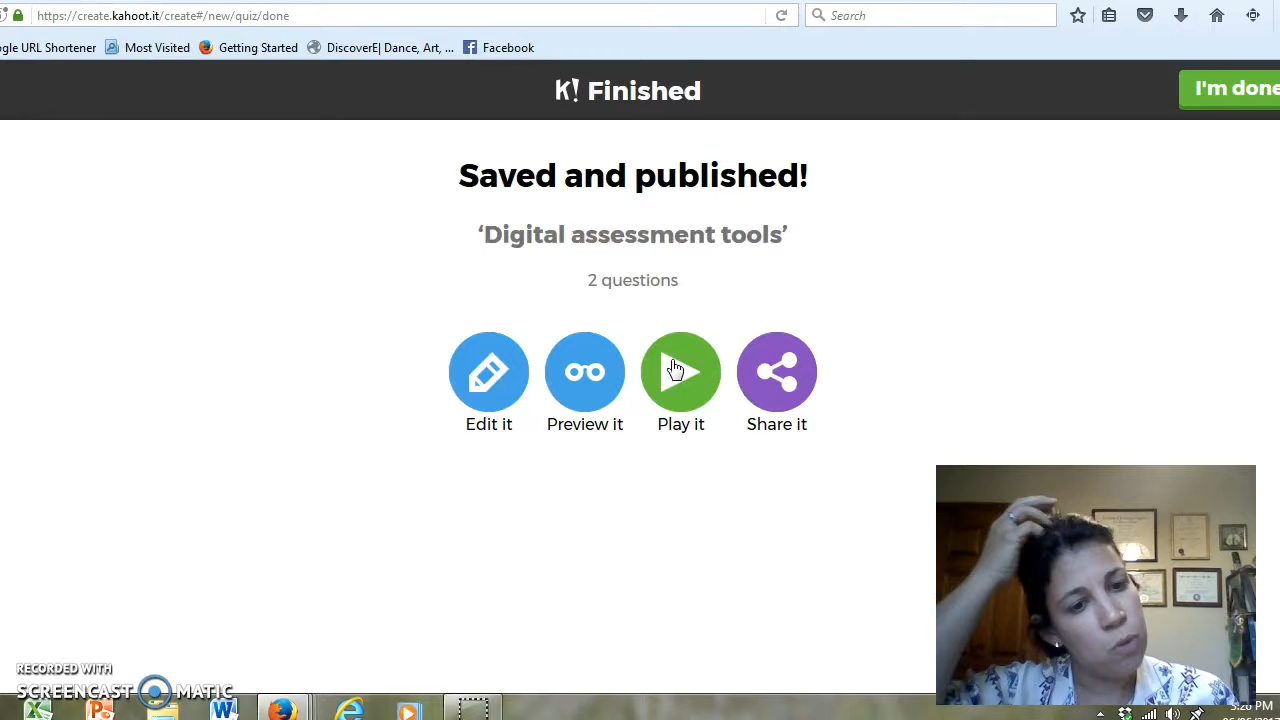 https://create.kahoot.it/create#/new/quiz/done
Search
gle URL Shortener Most Visited Getting Started DiscoverE| Dance, Art, ... Facebook
K! Finished
I'm done
Saved and published!
‘Digital assessment tools’
2 questions
Edit it Preview it Play it Share it
RECORDED WITH
SCREENCAST MATIC